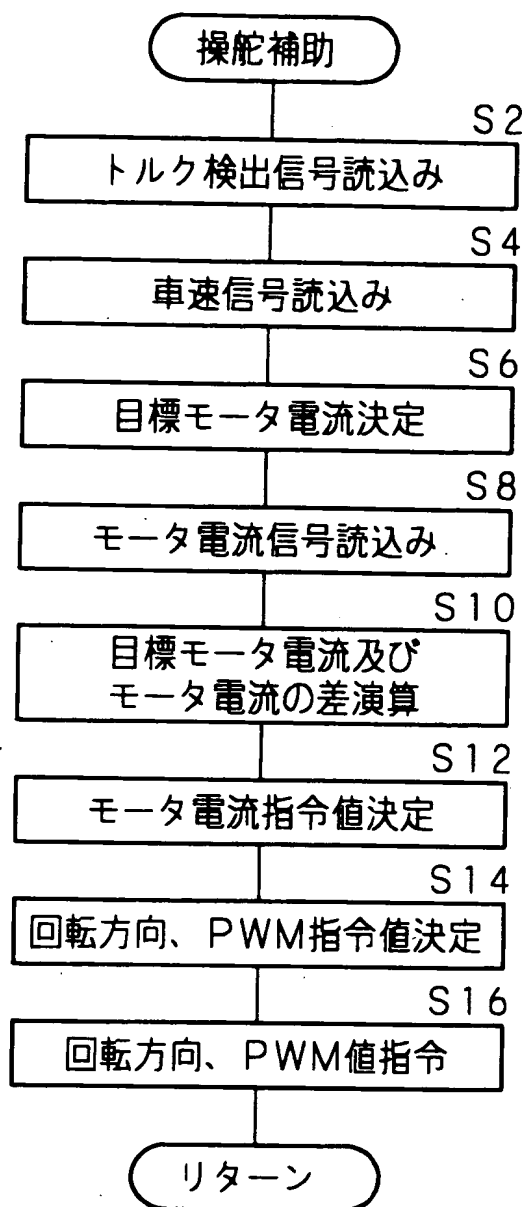 操舵補助
S2
トルク検出信号読込み
S4
車速信号読込み
S6
目標モータ電流決定
S8
モータ電流信号読込み
S10
目標モータ電流及び
モータ電流の差演算
S12
モータ電流指令値決定
S14
回転方向、PWM指令値決定
S16
回転方向、PWM値指令
リターン